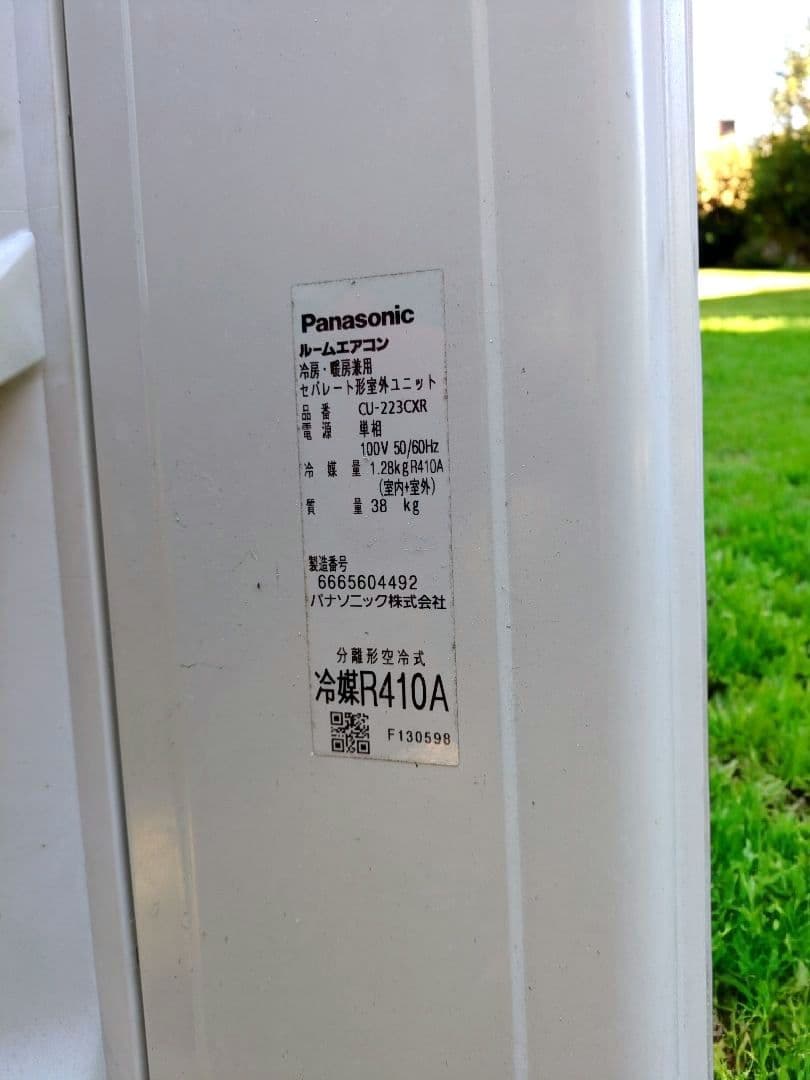 Panasonic
ルームエアコン
冷房・暖房兼用
セパレート形室外ユニット
品番 CU-223CXR
電源 単相
100V 50/60Hz
冷媒量 1.28kgR410A
(室内+室外)
質量 38 kg
製造番号
6665604492
パナソニック株式会社
分離形空冷式
冷媒R410A
F130598